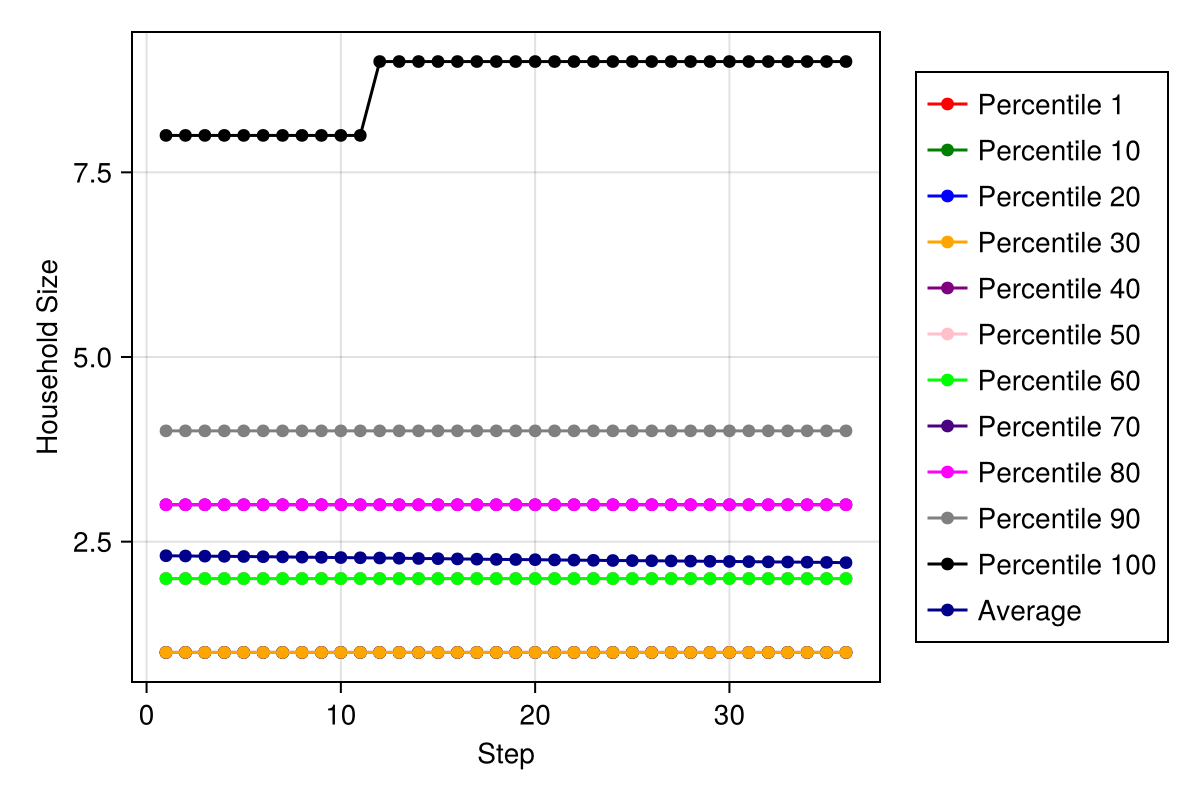 7.5
5.0
2.5
Household Size
0
10
20
30
Step
Percentile 1
Percentile 10
Percentile 20
Percentile 30
Percentile 40
Percentile 50
Percentile 60
Percentile 70
Percentile 80
Percentile 90
Percentile 100
Average